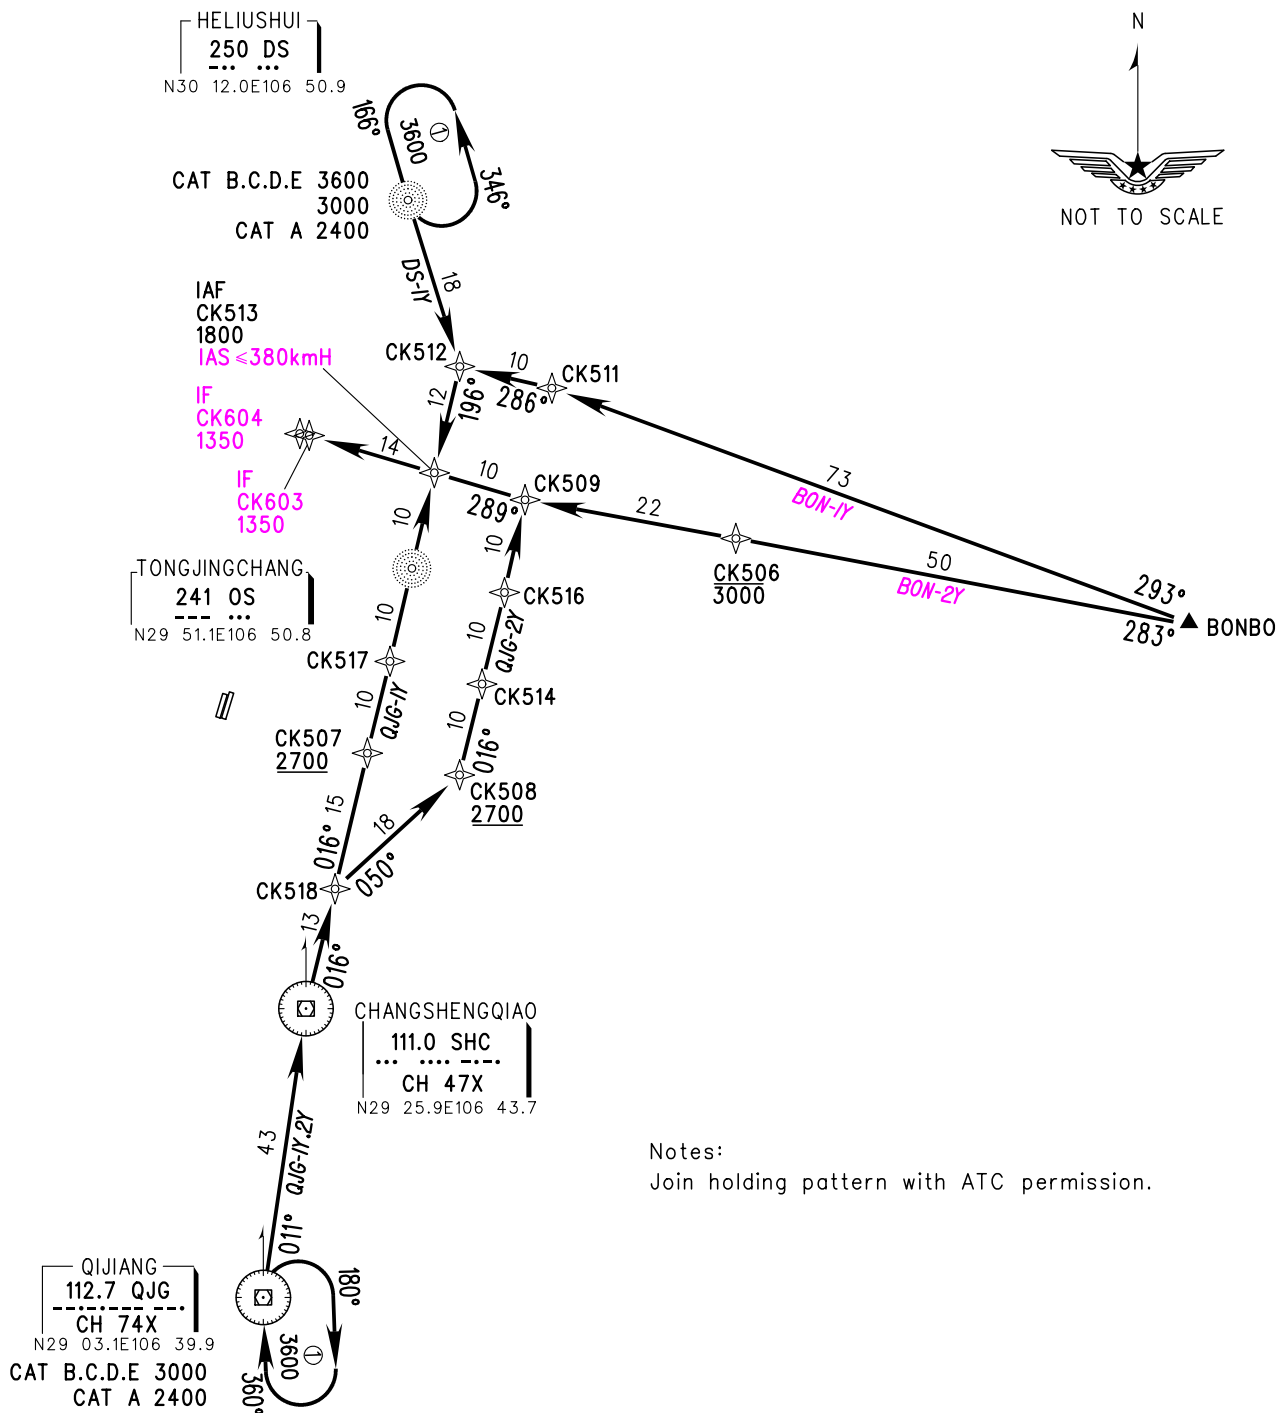 HELIUSHUI
250 DS
N30 12.0E106 50.9
N
NOT TO SCALE
166°
3600
1
346°
CAT B.C.D.E 3600
3000
CAT A 2400
DS-1Y
18
IAF
CK513
1800
IAS ≤380kmH
CK512
10
CK511
286°
12
196°
IF
CK604
1350
14
10
CK509
289°
73
BON-1Y
IF
CK603
1350
22
10
10
CK506
3000
50
BON-2Y
293°
283°
BONBO
TONGJINGCHANG
241 OS
N29 51.1E106 50.8
CK516
10
10
QJG-2Y
CK517
CK514
10
QJG-1Y
10
016°
CK507
2700
CK508
2700
15
016°
18
050°
CK518
13
016°
CHANGSHENGQIAO
111.0 SHC
CH 47X
N29 25.9E106 43.7
43
QJG-1Y.2Y
Notes:
Join holding pattern with ATC permission.
011°
QIJIANG
112.7 QJG
CH 74X
N29 03.1E106 39.9
180°
3600
1
360°
CAT B.C.D.E 3000
CAT A 2400